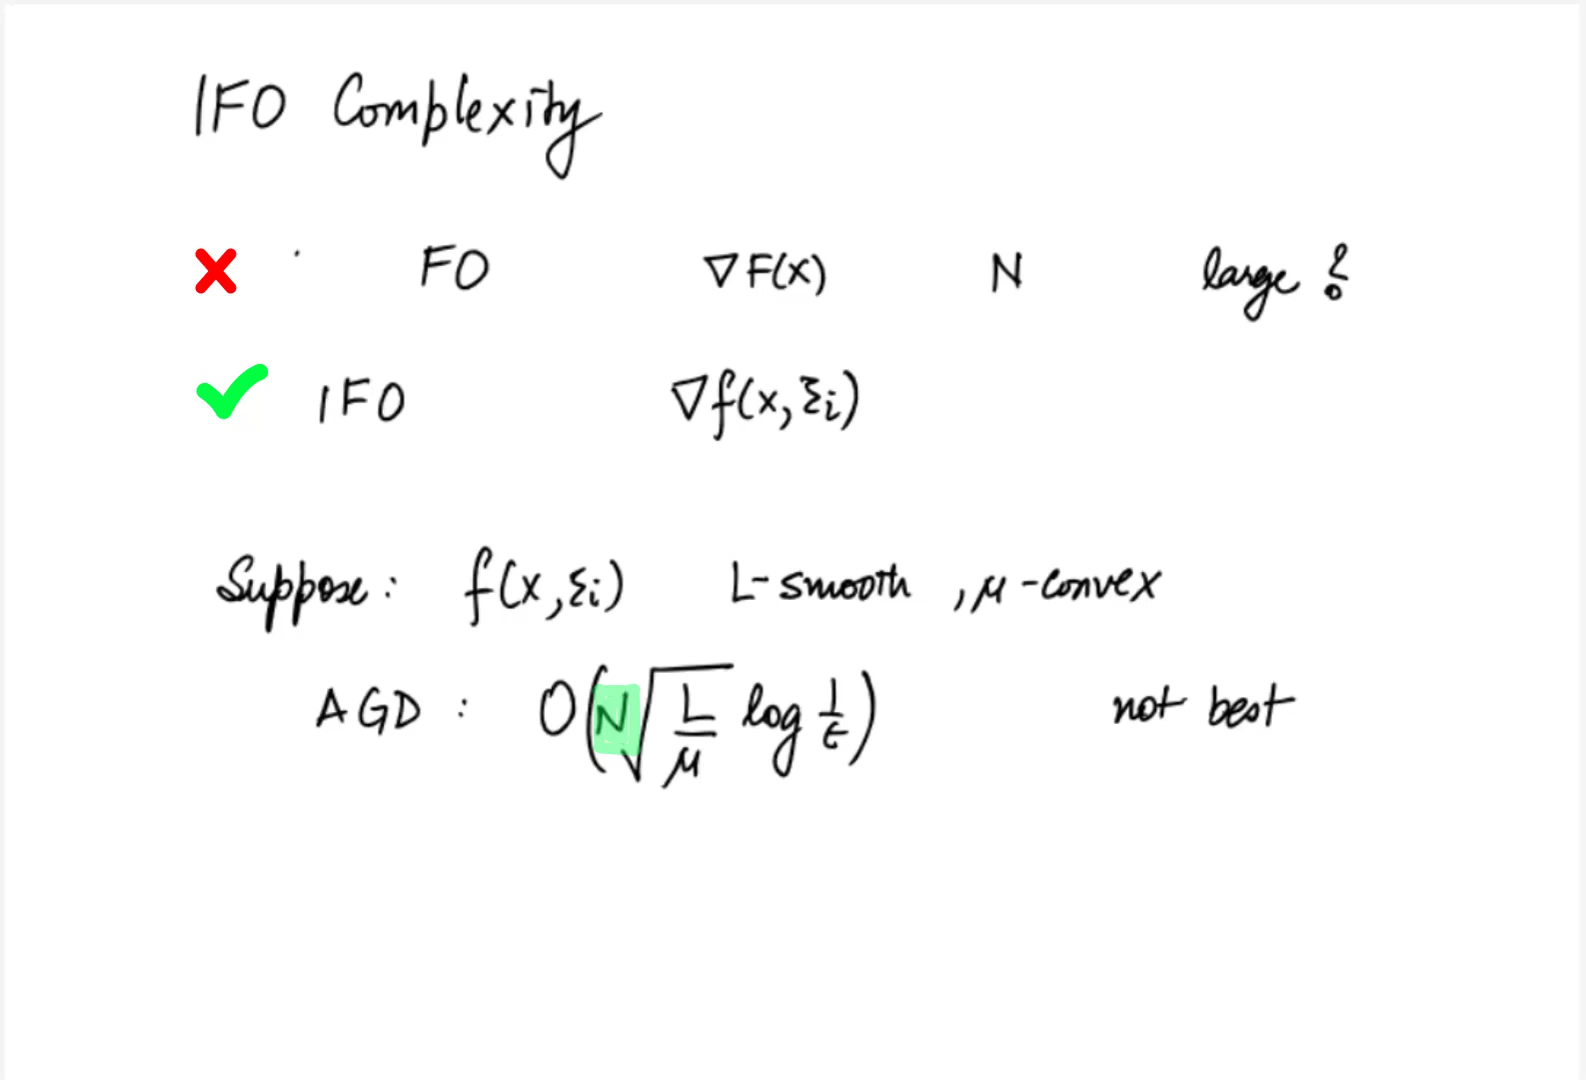 IFO Complexity
❌ FO ∇F(x) N large ?
✓ IFO ∇f(x, ξi)
Suppose: f(x, ξi) L-smooth, μ-convex
AGD: O(N√(L/μ) log 1/ε) not best